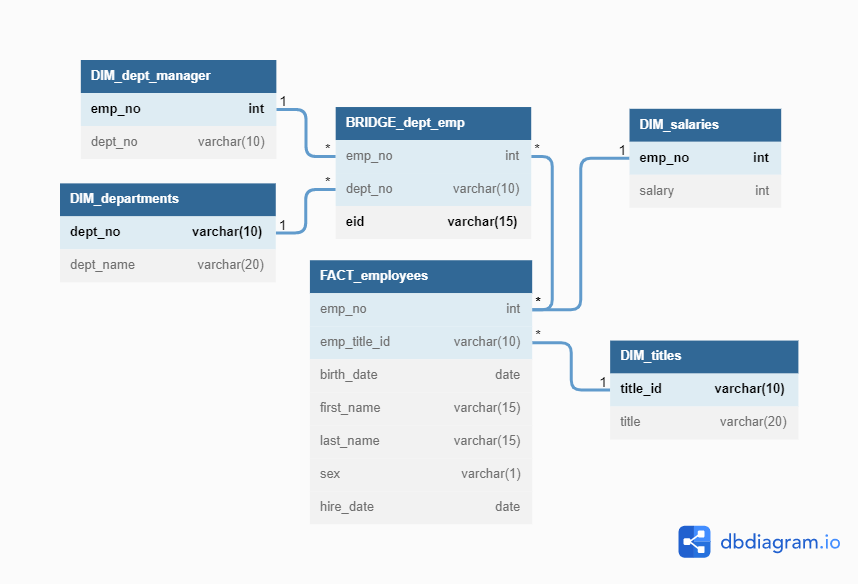 DIM_dept_manager
emp_no int
dept_no varchar(10)
1
*
BRIDGE_dept_emp
emp_no int
dept_no varchar(10)
eid varchar(15)
*
*
DIM_departments
dept_no varchar(10)
dept_name varchar(20)
1
DIM_salaries
emp_no int
salary int
1
FACT_employees
emp_no int
emp_title_id varchar(10)
birth_date date
first_name varchar(15)
last_name varchar(15)
sex varchar(1)
hire_date date
*
*
DIM_titles
title_id varchar(10)
title varchar(20)
1
dbdiagram.io